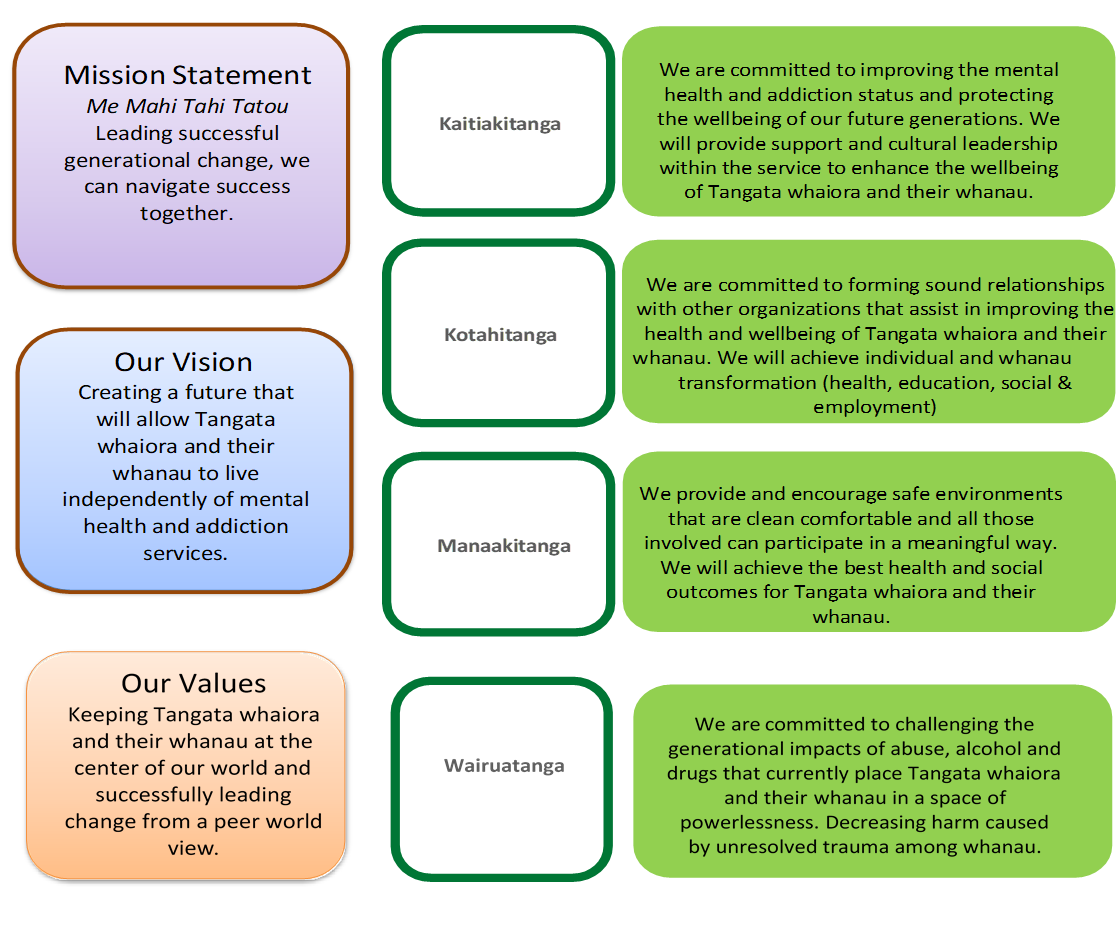 Mission Statement
Me Mahi Tahi Tatou
Leading successful
generational change, we
can navigate success
together.
Our Vision
Creating a future that
will allow Tangata
whaiora and their
whanau to live
independently of mental
health and addiction
services.
Our Values
Keeping Tangata whaiora
and their whanau at the
center of our world and
successfully leading
change from a peer world
view.
Kaitiakitanga
We are committed to improving the mental
health and addiction status and protecting
the wellbeing of our future generations. We
will provide support and cultural leadership
within the service to enhance the wellbeing
of Tangata whaiora and their whanau.
Kotahitanga
We are committed to forming sound relationships
with other organizations that assist in improving the
health and wellbeing of Tangata whaiora and their
whanau. We will achieve individual and whanau
transformation (health, education, social &
employment)
Manaakitanga
We provide and encourage safe environments
that are clean comfortable and all those
involved can participate in a meaningful way.
We will achieve the best health and social
outcomes for Tangata whaiora and their
whanau.
Wairuatanga
We are committed to challenging the
generational impacts of abuse, alcohol and
drugs that currently place Tangata whaiora
and their whanau in a space of
powerlessness. Decreasing harm caused
by unresolved trauma among whanau.